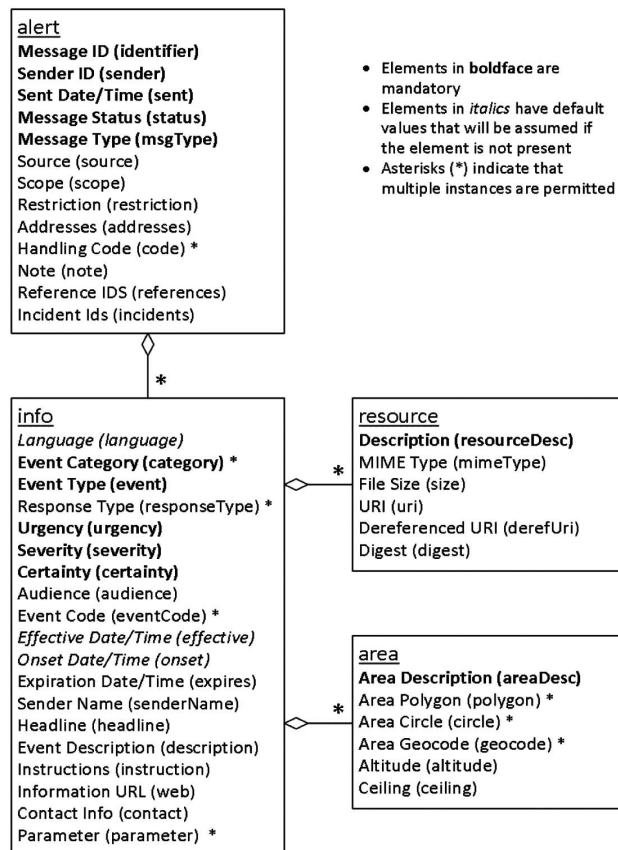 alert
Message ID (identifier)
Sender ID (sender)
Sent Date/Time (sent)
Message Status (status)
Message Type (msgType)
Source (source)
Scope (scope)
Restriction (restriction)
Addresses (addresses)
Handling Code (code) *
Note (note)
Reference IDS (references)
Incident Ids (incidents)
• Elements in boldface are
mandatory
• Elements in italics have default
values that will be assumed if
the element is not present
• Asterisks (*) indicate that
multiple instances are permitted
*
info
Language (language)
Event Category (category) *
Event Type (event)
Response Type (responseType) *
Urgency (urgency)
Severity (severity)
Certainty (certainty)
Audience (audience)
Event Code (eventCode) *
Effective Date/Time (effective)
Onset Date/Time (onset)
Expiration Date/Time (expires)
Sender Name (senderName)
Headline (headline)
Event Description (description)
Instructions (instruction)
Information URL (web)
Contact Info (contact)
Parameter (parameter) *
*
resource
Description (resourceDesc)
MIME Type (mimeType)
File Size (size)
URI (uri)
Dereferenced URI (derefUri)
Digest (digest)
*
area
Area Description (areaDesc)
Area Polygon (polygon) *
Area Circle (circle) *
Area Geocode (geocode) *
Altitude (altitude)
Ceiling (ceiling)